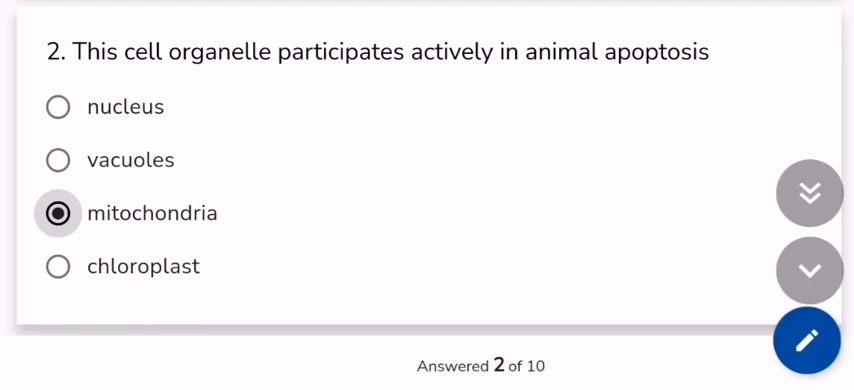 2. This cell organelle participates actively in animal apoptosis
nucleus
vacuoles
mitochondria
chloroplast
Answered 2 of 10